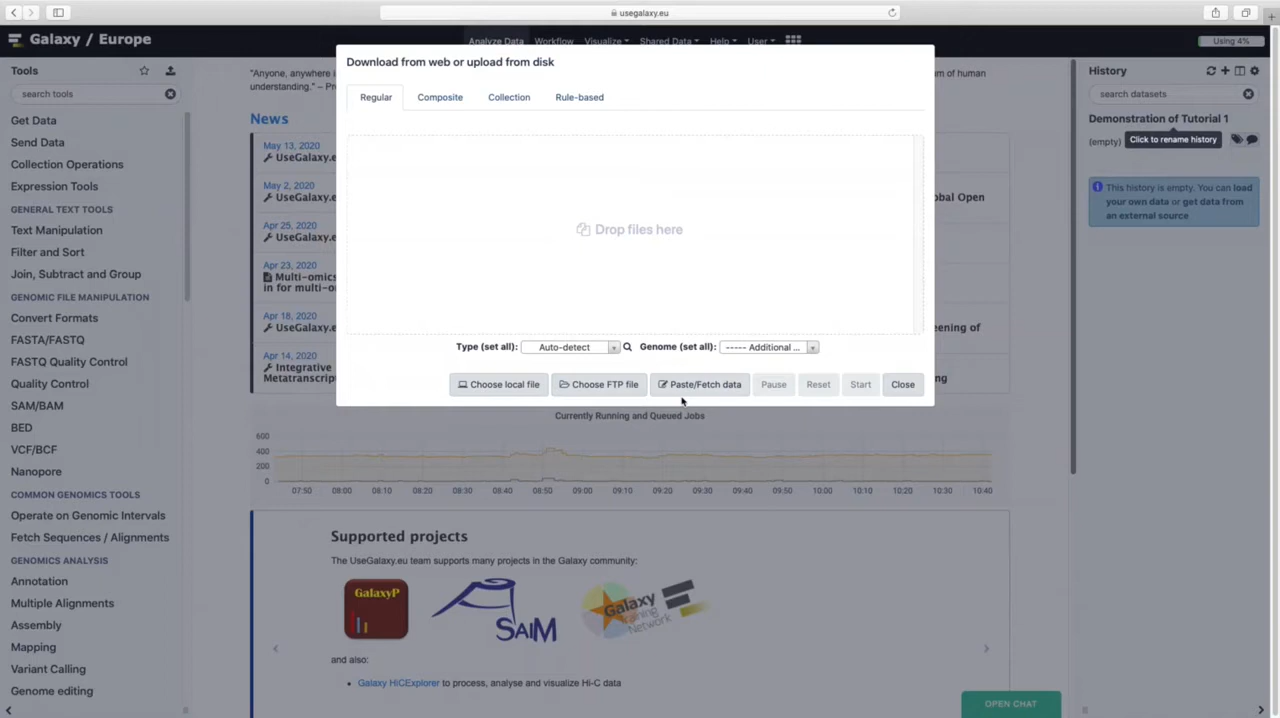 usegalaxy.eu
Galaxy / Europe
Analyze Data Workflow Visualize Shared Data Help User
Using 4%
Tools
search tools
Get Data
Send Data
Collection Operations
Expression Tools
GENERAL TEXT TOOLS
Text Manipulation
Filter and Sort
Join, Subtract and Group
GENOMIC FILE MANIPULATION
Convert Formats
FASTA/FASTQ
FASTQ Quality Control
Quality Control
SAM/BAM
BED
VCF/BCF
Nanopore
COMMON GENOMICS TOOLS
Operate on Genomic Intervals
Fetch Sequences / Alignments
GENOMICS ANALYSIS
Annotation
Multiple Alignments
Assembly
Mapping
Variant Calling
Genome editing
"Anyone, anywhere i
um of human
understanding." –
News
May 13, 2020
UseGalaxy.e
May 2, 2020
UseGalaxy.e
obal Open
Apr 25, 2020
UseGalaxy.e
Apr 23, 2020
Multi-omics
in for multi-o
Apr 18, 2020
UseGalaxy.e
eening of
Apr 14, 2020
Integrative
Metatranscript
ng
Download from web or upload from disk
Regular Composite Collection Rule-based
Drop files here
Type (set all): Auto-detect Genome (set all): ----- Additional ...
Choose local file Choose FTP file Paste/Fetch data Pause Reset Start Close
Currently Running and Queued Jobs
600
400
200
0
07:50 08:00 08:10 08:20 08:30 08:40 08:50 09:00 09:10 09:20 09:30 09:40 09:50 10:00 10:10 10:20 10:30 10:40
Supported projects
The UseGalaxy.eu team supports many projects in the Galaxy community:
GalaxyP
SAIM
Galaxy
Training
Network
and also:
Galaxy HiCExplorer to process, analyse and visualize Hi-C data
OPEN CHAT
History
search datasets
Demonstration of Tutorial 1
(empty)
Click to rename history
This history is empty. You can load
your own data or get data from
an external source